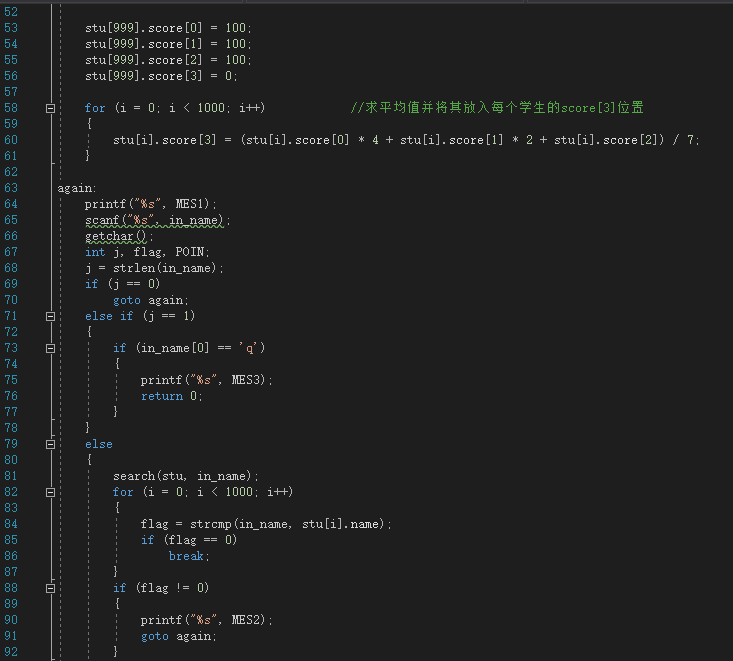 52
53 stu[999].score[0] = 100;
54 stu[999].score[1] = 100;
55 stu[999].score[2] = 100;
56 stu[999].score[3] = 0;
57
58 for (i = 0; i < 1000; i++) //求平均值并将其放入每个学生的score[3]位置
59 {
60 stu[i].score[3] = (stu[i].score[0] * 4 + stu[i].score[1] * 2 + stu[i].score[2]) / 7;
61 }
62
63 again:
64 printf("%s", MES1);
65 scanf("%s", in_name);
66 getchar();
67 int j, flag, POIN;
68 j = strlen(in_name);
69 if (j == 0)
70 goto again;
71 else if (j == 1)
72 {
73 if (in_name[0] == 'q')
74 {
75 printf("%s", MES3);
76 return 0;
77 }
78 }
79 else
80 {
81 search(stu, in_name);
82 for (i = 0; i < 1000; i++)
83 {
84 flag = strcmp(in_name, stu[i].name);
85 if (flag == 0)
86 break;
87 }
88 if (flag != 0)
89 {
90 printf("%s", MES2);
91 goto again;
92 }